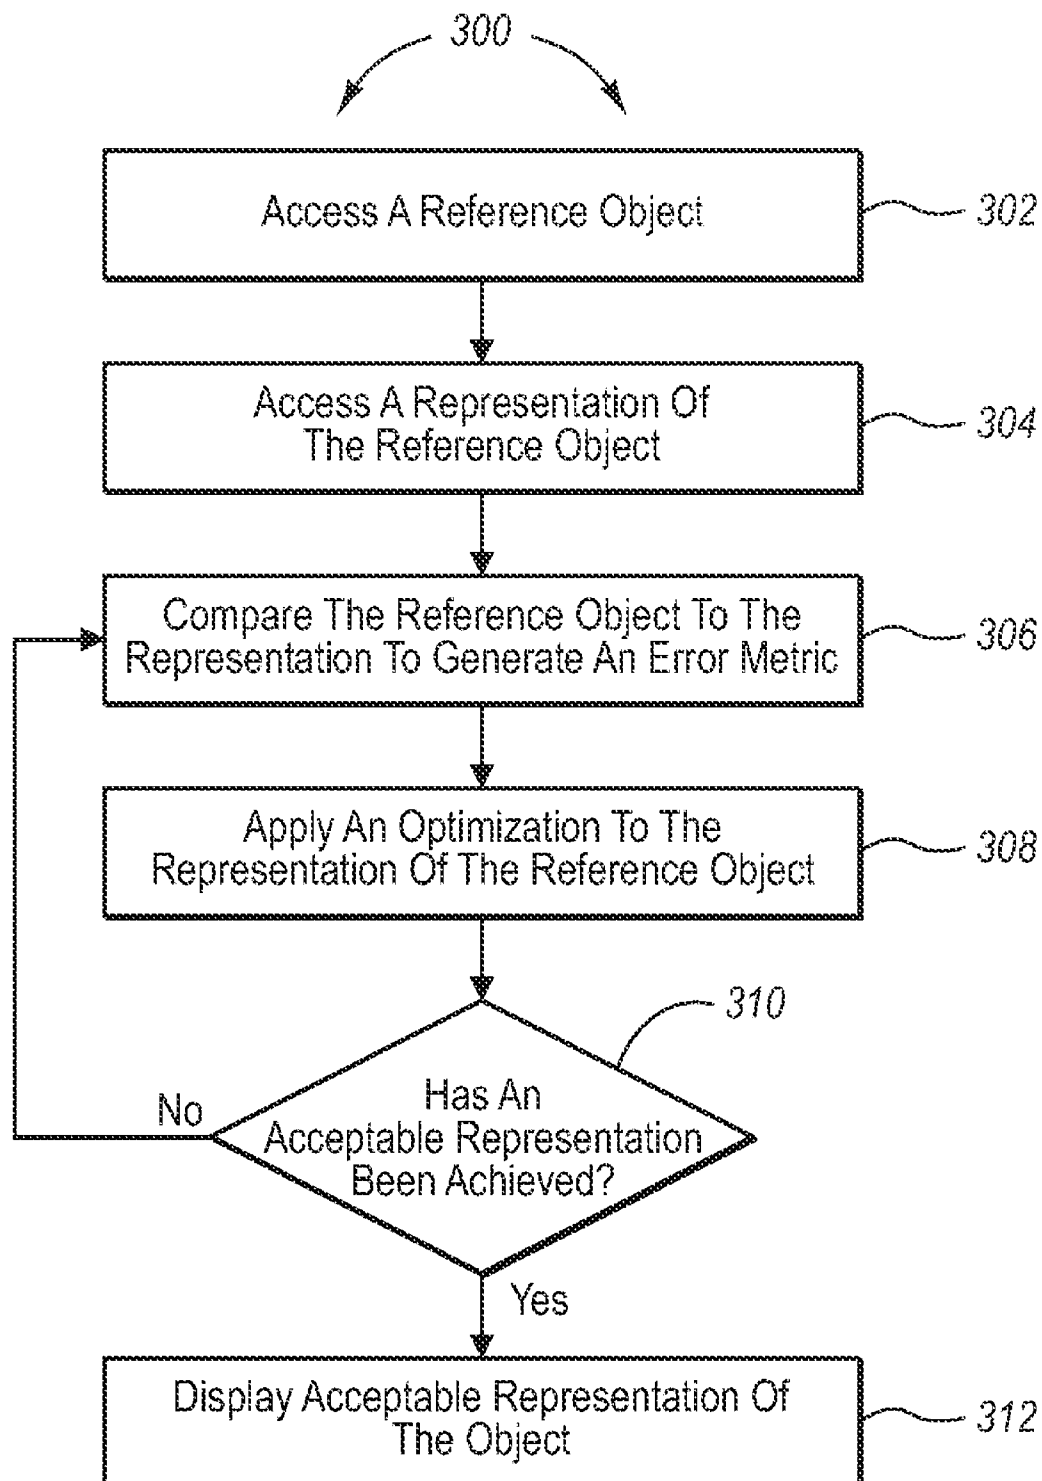 300
Access A Reference Object
302
Access A Representation Of
The Reference Object
304
Compare The Reference Object To The
Representation To Generate An Error Metric
306
Apply An Optimization To The
Representation Of The Reference Object
308
310
Has An
Acceptable Representation
Been Achieved?
No
Yes
Display Acceptable Representation Of
The Object
312